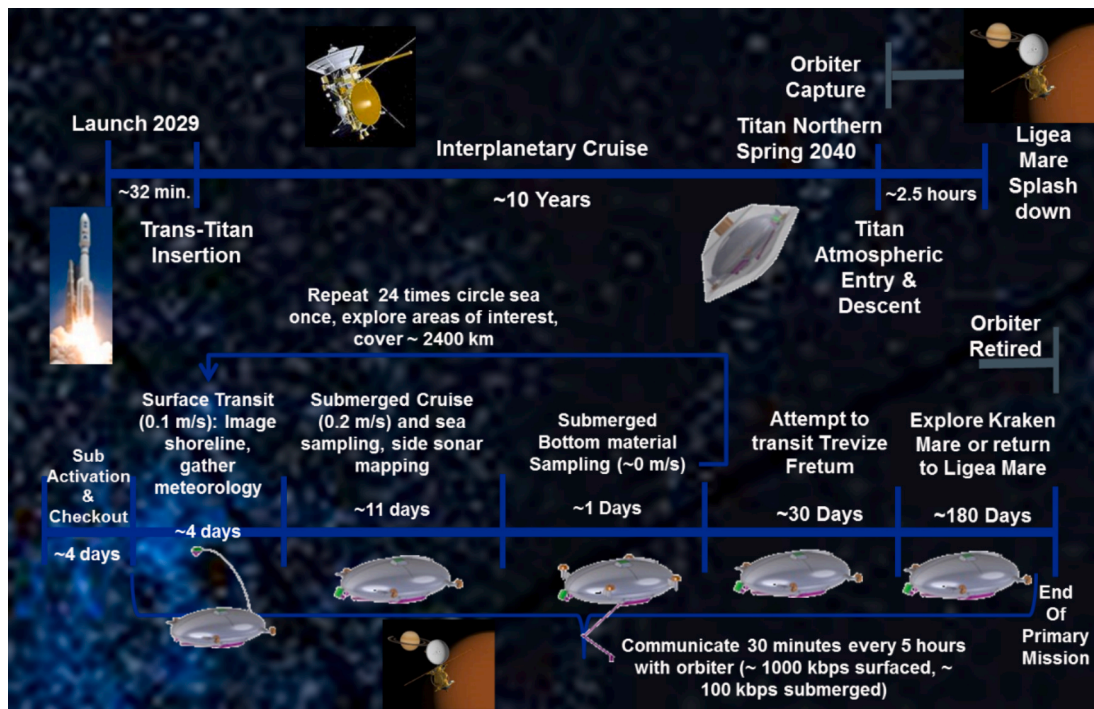 Launch 2029
~32 min.
Trans-Titan
Insertion
Interplanetary Cruise
~10 Years
Orbiter
Capture
Titan Northern
Spring 2040
~2.5 hours
Ligea
Mare
Splash
down
Titan
Atmospheric
Entry &
Descent
Repeat 24 times circle sea
once, explore areas of interest,
cover ~ 2400 km
Orbiter
Retired
Sub
Activation
&
Checkout
~4 days
Surface Transit
(0.1 m/s): Image
shoreline,
gather
meteorology
~4 days
Submerged Cruise
(0.2 m/s) and sea
sampling, side sonar
mapping
~11 days
Submerged
Bottom material
Sampling (~0 m/s)
~1 Days
Attempt to
transit Trevize
Fretum
~30 Days
Explore Kraken
Mare or return
to Ligea Mare
~180 Days
End
Of
Primary
Mission
Communicate 30 minutes every 5 hours
with orbiter (~ 1000 kbps surfaced, ~
100 kbps submerged)